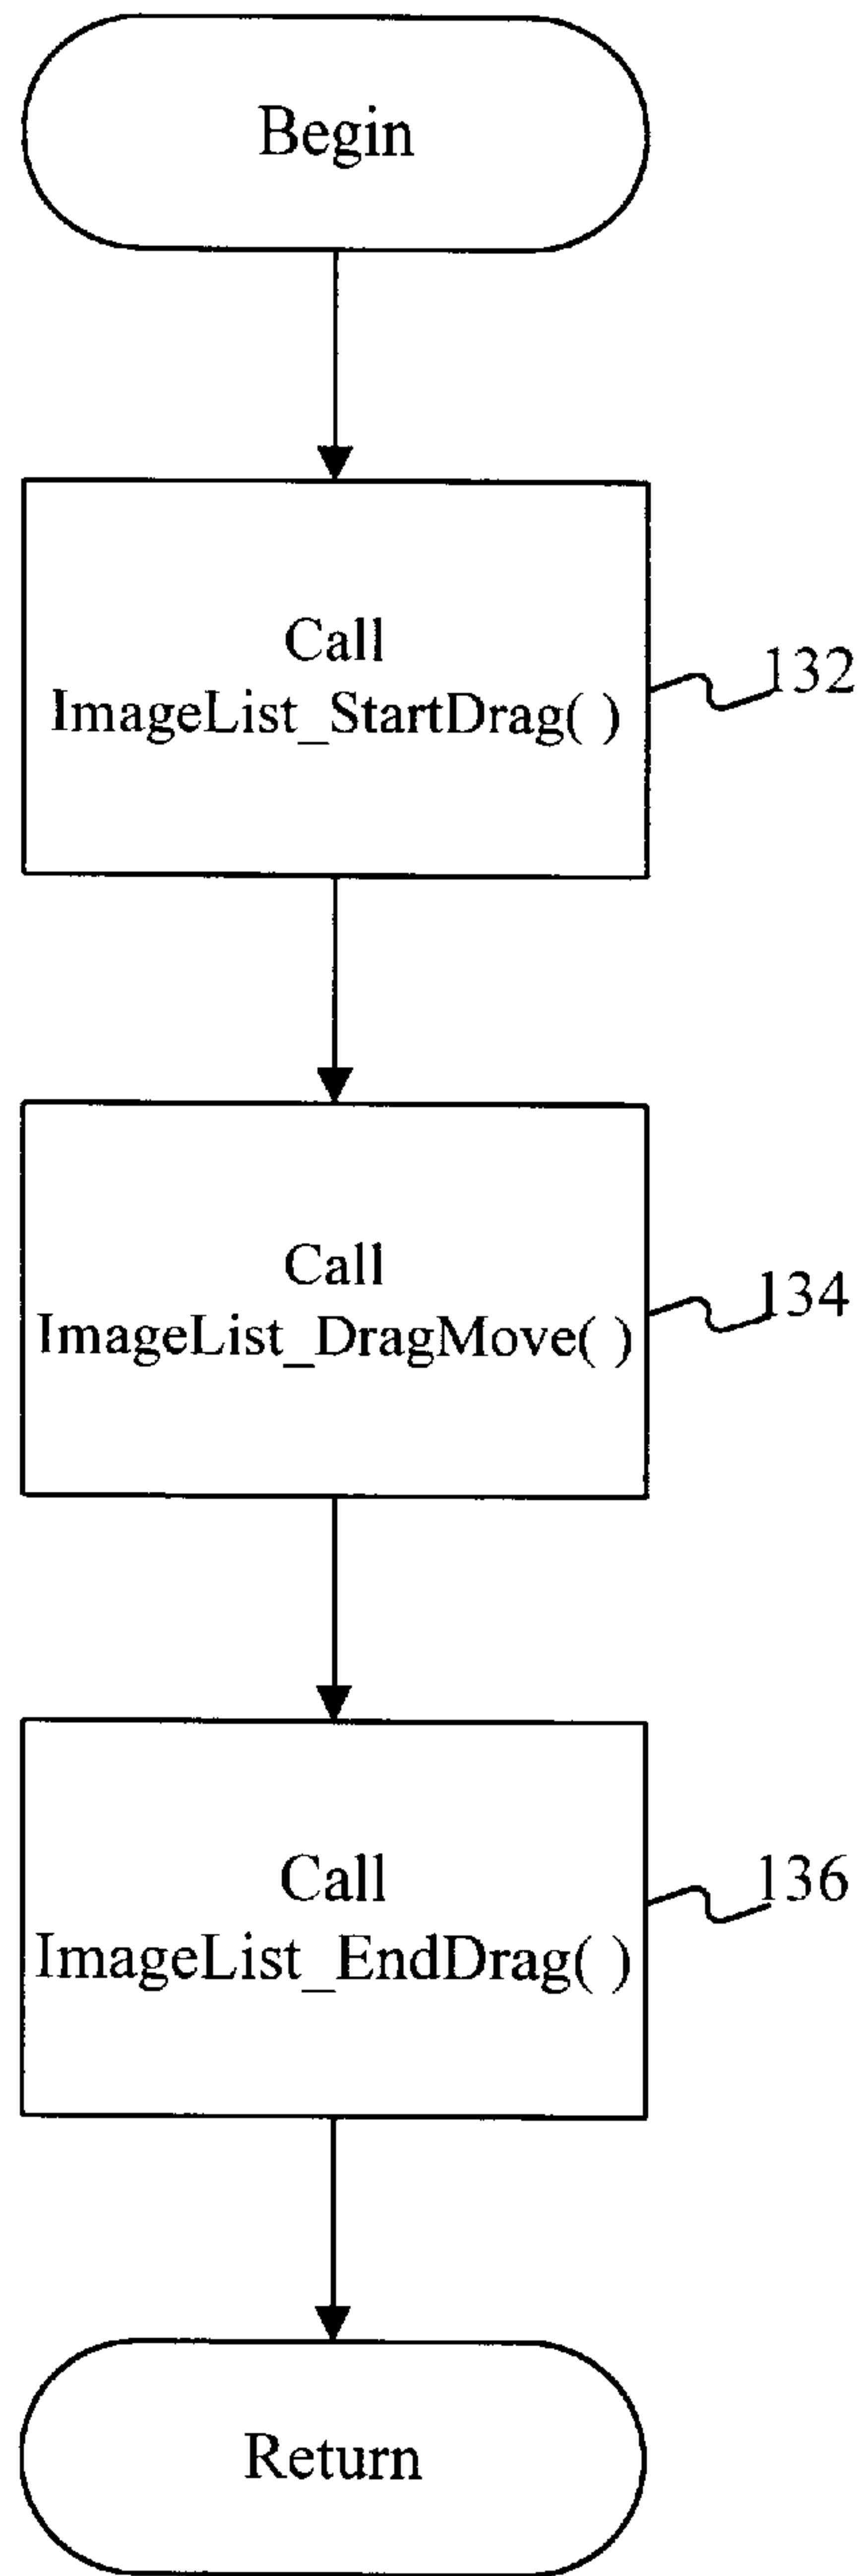 Begin
Call
ImageList_StartDrag( )
132
Call
ImageList_DragMove( )
134
Call
ImageList_EndDrag( )
136
Return